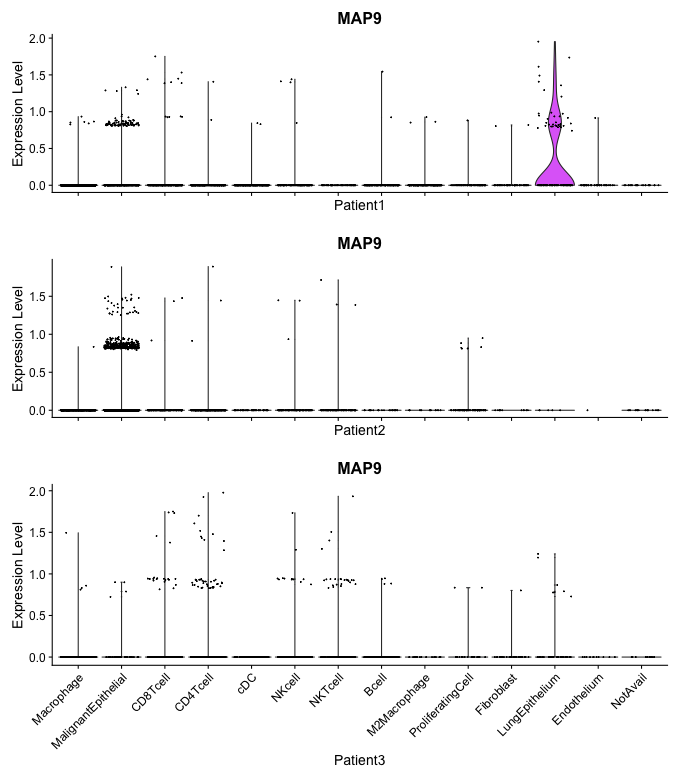 MAP9
Expression Level
2.0
1.5
1.0
0.5
0.0
Patient1
MAP9
Expression Level
1.5
1.0
0.5
0.0
Patient2
MAP9
Expression Level
2.0
1.5
1.0
0.5
0.0
Macrophage
MalignantEpithelial
CD8Tcell
CD4Tcell
cDC
NKcell
NKTcell
Bcell
M2Macrophage
ProliferatingCell
Fibroblast
LungEpithelium
Endothelium
NotAvail
Patient3